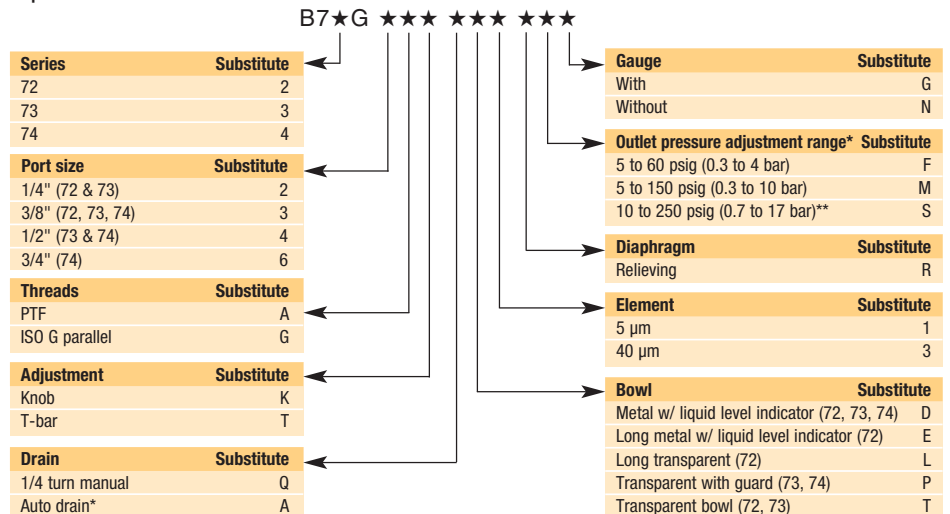 B7★G ★★★ ★★★ ★★★
Series Substitute
72 2
73 3
74 4
Port size Substitute
1/4" (72 & 73) 2
3/8" (72, 73, 74) 3
1/2" (73 & 74) 4
3/4" (74) 6
Threads Substitute
PTF A
ISO G parallel G
Adjustment Substitute
Knob K
T-bar T
Drain Substitute
1/4 turn manual Q
Auto drain* A
Gauge Substitute
With G
Without N
Outlet pressure adjustment range* Substitute
5 to 60 psig (0.3 to 4 bar) F
5 to 150 psig (0.3 to 10 bar) M
10 to 250 psig (0.7 to 17 bar)** S
Diaphragm Substitute
Relieving R
Element Substitute
5 µm 1
40 µm 3
Bowl Substitute
Metal w/ liquid level indicator (72, 73, 74) D
Long metal w/ liquid level indicator (72) E
Long transparent (72) L
Transparent with guard (73, 74) P
Transparent bowl (72, 73) T